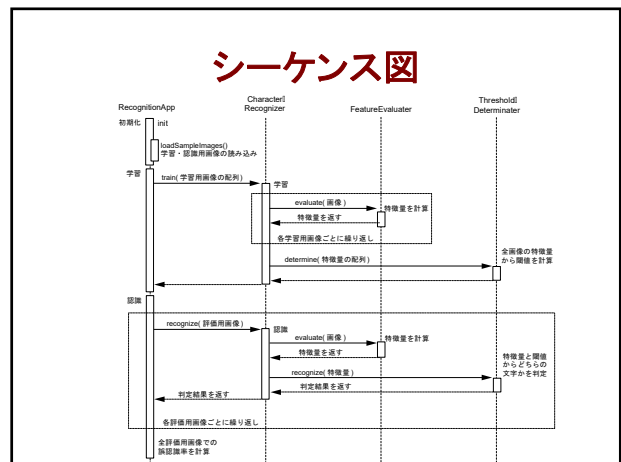 シーケンス図
RecognitionApp
Character
Recognizer
FeatureEvaluater
Threshold
Determinater
初期化
init
loadSampleImages()
学習・認識用画像の読み込み
学習
train( 学習用画像の配列 )
学習
evaluate( 画像 )
特徴量を計算
特徴量を返す
各学習用画像ごとに繰り返し
determine( 特徴量の配列 )
全画像の特徴量
から閾値を計算
認識
recognize( 評価用画像 )
認識
evaluate( 画像 )
特徴量を計算
特徴量を返す
recognize( 特徴量 )
特徴量と閾値
からどちらの
文字かを判定
判定結果を返す
判定結果を返す
各評価用画像ごとに繰り返し
全評価用画像での
誤認識率を計算